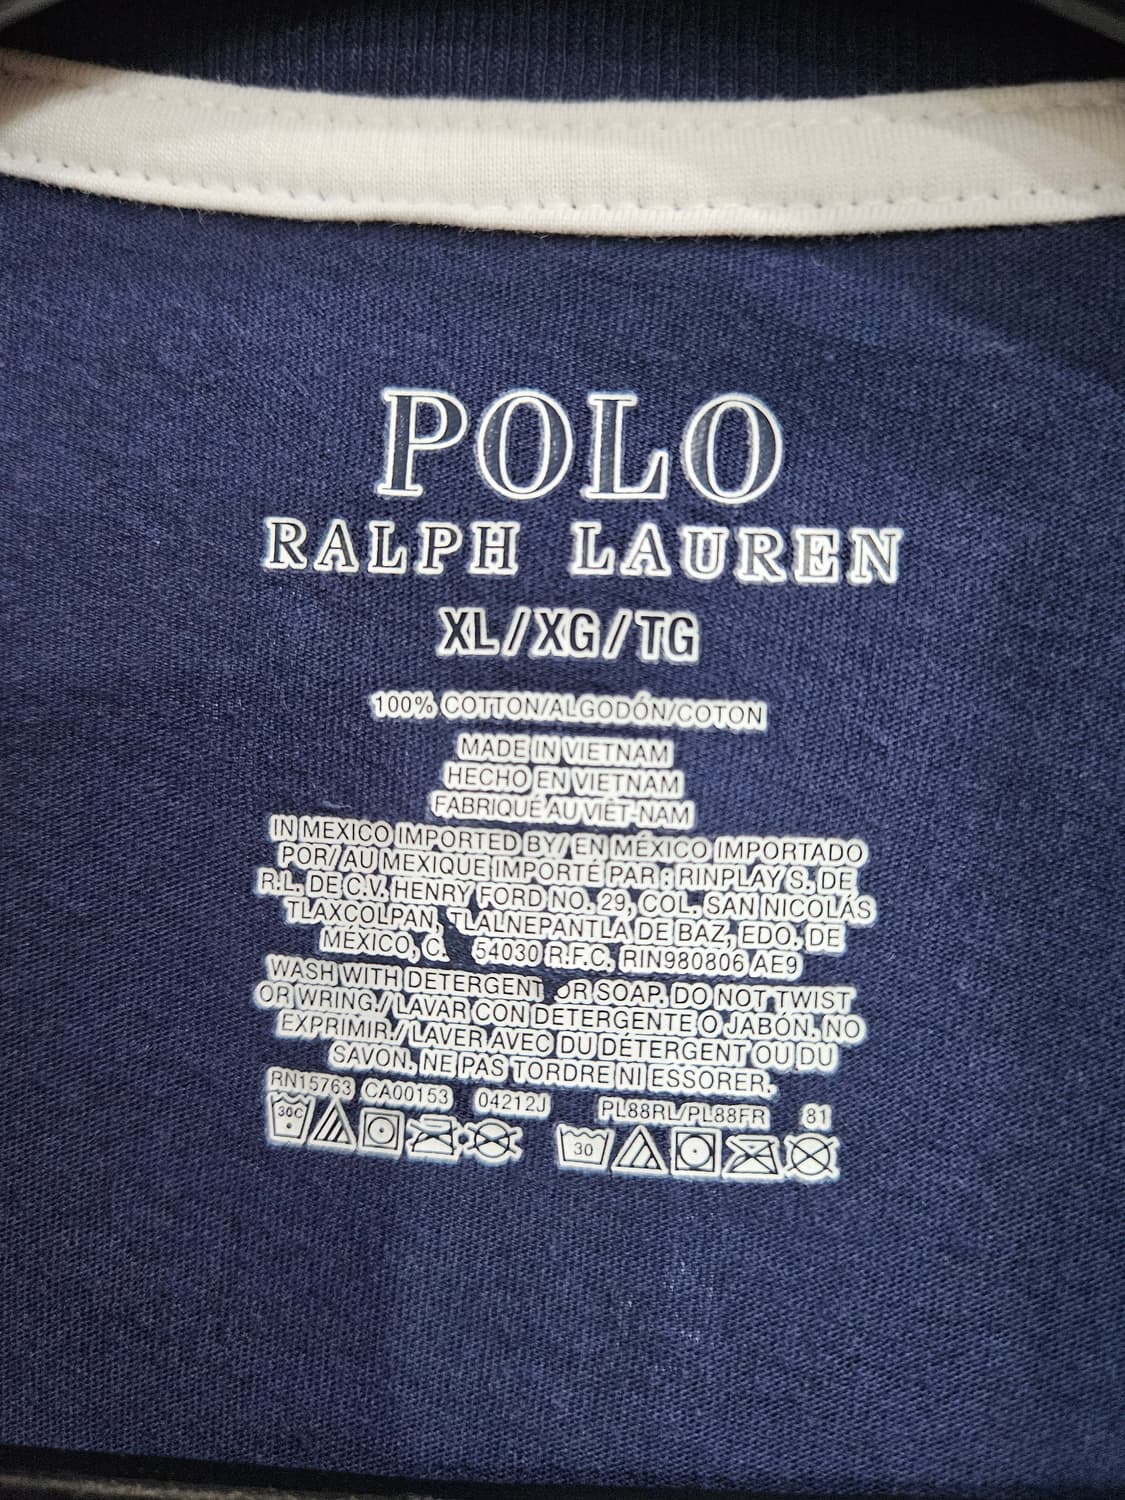 POLO
RALPH LAUREN
XL/XG/TG
100% COTTON/ALGODÓN/COTON
MADE IN VIETNAM
HECHO EN VIETNAM
FABRIQUÉ AU VIÊT-NAM
IN MEXICO IMPORTED BY/ EN MÉXICO IMPORTADO
POR/ AU MEXIQUE IMPORTÉ PAR : RINPLAY S. DE
R.L. DE C.V. HENRY FORD NO. 29, COL. SAN NICOLÁS
TLAXCOLPAN, TLALNEPANTLA DE BAZ, EDO. DE
MÉXICO, C. 54030 R.F.C. RIN980806 AE9
WASH WITH DETERGENT OR SOAP. DO NOT TWIST
OR WRING./ LAVAR CON DETERGENTE O JABÓN. NO
EXPRIMIR./ LAVER AVEC DU DÉTERGENT OU DU
SAVON. NE PAS TORDRE NI ESSORER.
RN15763 CA00153 04212J PL88RL/PL88FR 81
30C 30